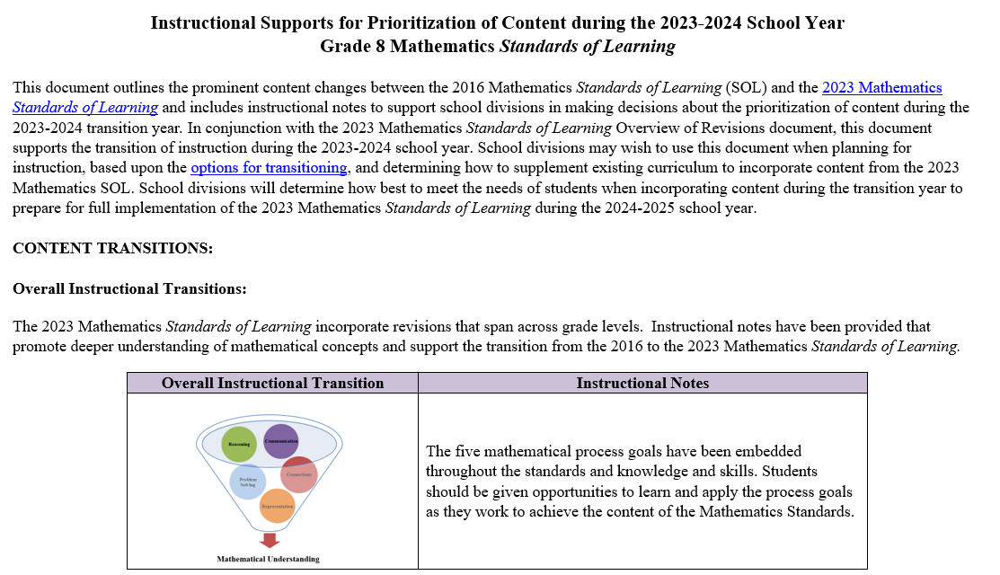 Instructional Supports for Prioritization of Content during the 2023-2024 School Year
Grade 8 Mathematics Standards of Learning
This document outlines the prominent content changes between the 2016 Mathematics Standards of Learning (SOL) and the 2023 Mathematics
Standards of Learning and includes instructional notes to support school divisions in making decisions about the prioritization of content during the
2023-2024 transition year. In conjunction with the 2023 Mathematics Standards of Learning Overview of Revisions document, this document
supports the transition of instruction during the 2023-2024 school year. School divisions may wish to use this document when planning for
instruction, based upon the options for transitioning, and determining how to supplement existing curriculum to incorporate content from the 2023
Mathematics SOL. School divisions will determine how best to meet the needs of students when incorporating content during the transition year to
prepare for full implementation of the 2023 Mathematics Standards of Learning during the 2024-2025 school year.
CONTENT TRANSITIONS:
Overall Instructional Transitions:
The 2023 Mathematics Standards of Learning incorporate revisions that span across grade levels.  Instructional notes have been provided that
promote deeper understanding of mathematical concepts and support the transition from the 2016 to the 2023 Mathematics Standards of Learning.
Overall Instructional Transition
Instructional Notes
Reasoning
Communication
Connections
Problem
Solving
Representation
Mathematical Understanding
The five mathematical process goals have been embedded
throughout the standards and knowledge and skills. Students
should be given opportunities to learn and apply the process goals
as they work to achieve the content of the Mathematics Standards.